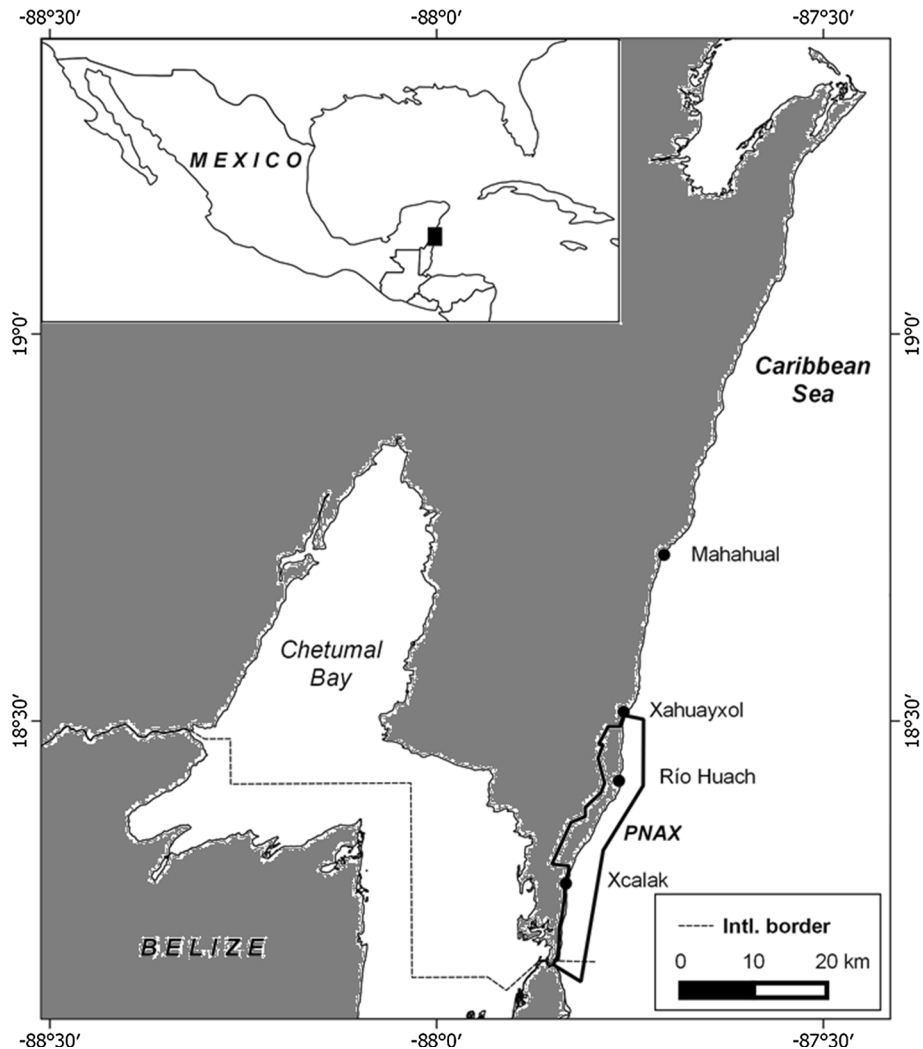 -88°30′
-88°0′
-87°30′
MEXICO
19°0′
19°0′
Caribbean
Sea
Mahahual
Chetumal
Bay
18°30′
18°30′
Xahuayxol
Río Huach
PNAX
Xcalak
BELIZE
Intl. border
0 10 20 km
-88°30′
-88°0′
-87°30′